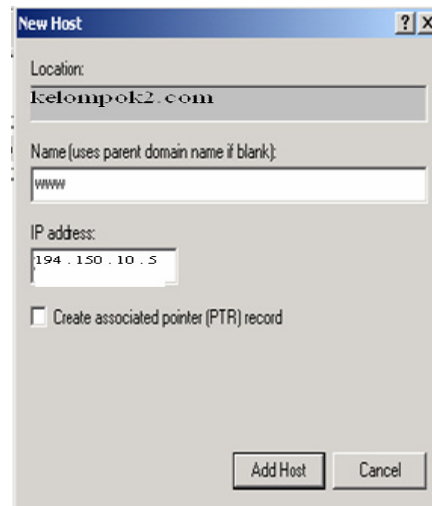 New Host
Location:
kelompok2.com
Name (uses parent domain name if blank):
www
IP address:
194 . 150 . 10 . 5
Create associated pointer (PTR) record
Add Host
Cancel